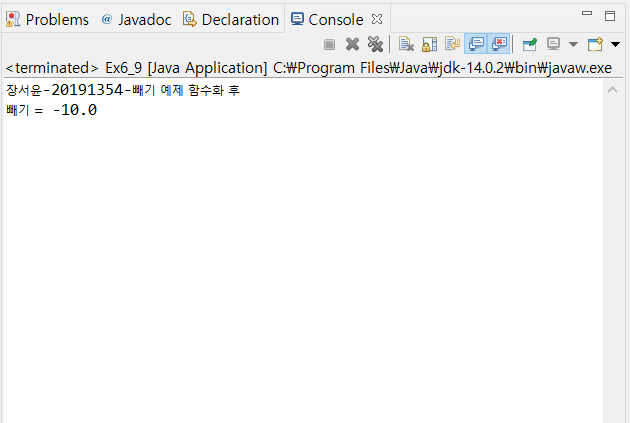 Problems @ Javadoc Declaration Console
<terminated> Ex6_9 [Java Application] C:₩Program Files₩Java₩jdk-14.0.2₩bin₩javaw.exe
장서윤-20191354-빼기 예제 함수화 후
빼기 = -10.0